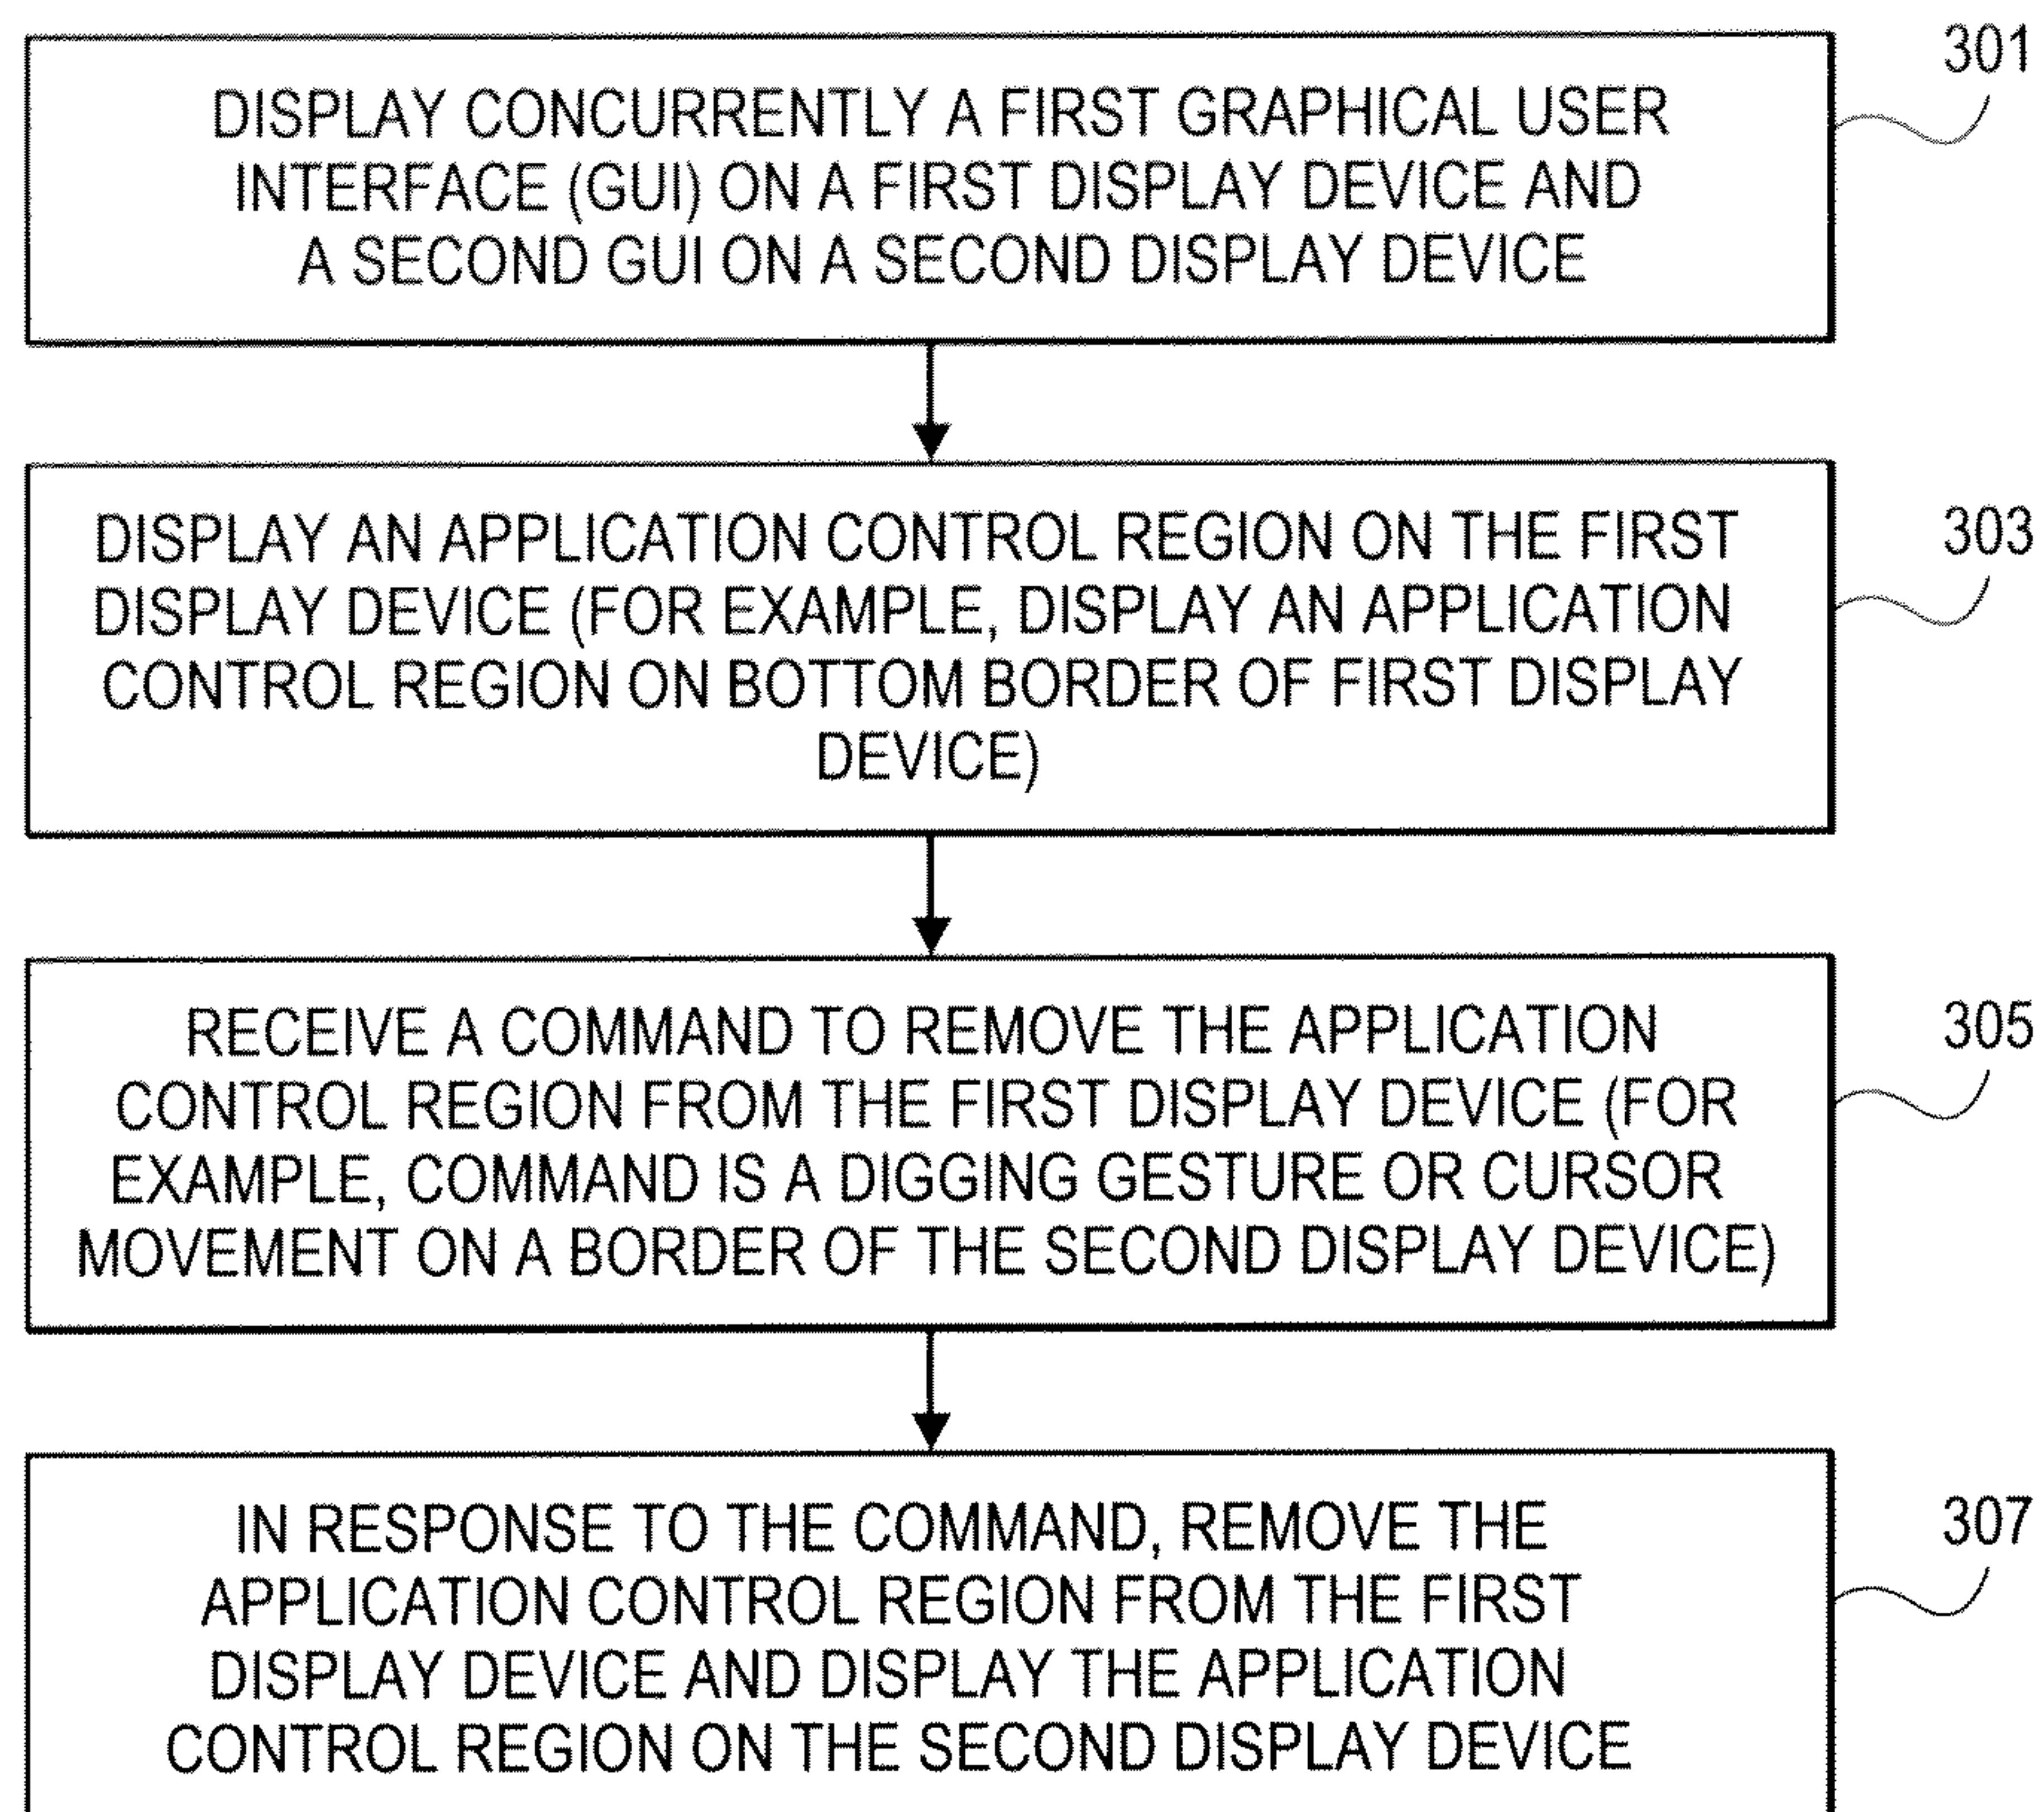 301
DISPLAY CONCURRENTLY A FIRST GRAPHICAL USER
INTERFACE (GUI) ON A FIRST DISPLAY DEVICE AND
A SECOND GUI ON A SECOND DISPLAY DEVICE
303
DISPLAY AN APPLICATION CONTROL REGION ON THE FIRST
DISPLAY DEVICE (FOR EXAMPLE, DISPLAY AN APPLICATION
CONTROL REGION ON BOTTOM BORDER OF FIRST DISPLAY
DEVICE)
305
RECEIVE A COMMAND TO REMOVE THE APPLICATION
CONTROL REGION FROM THE FIRST DISPLAY DEVICE (FOR
EXAMPLE, COMMAND IS A DIGGING GESTURE OR CURSOR
MOVEMENT ON A BORDER OF THE SECOND DISPLAY DEVICE)
307
IN RESPONSE TO THE COMMAND, REMOVE THE
APPLICATION CONTROL REGION FROM THE FIRST
DISPLAY DEVICE AND DISPLAY THE APPLICATION
CONTROL REGION ON THE SECOND DISPLAY DEVICE